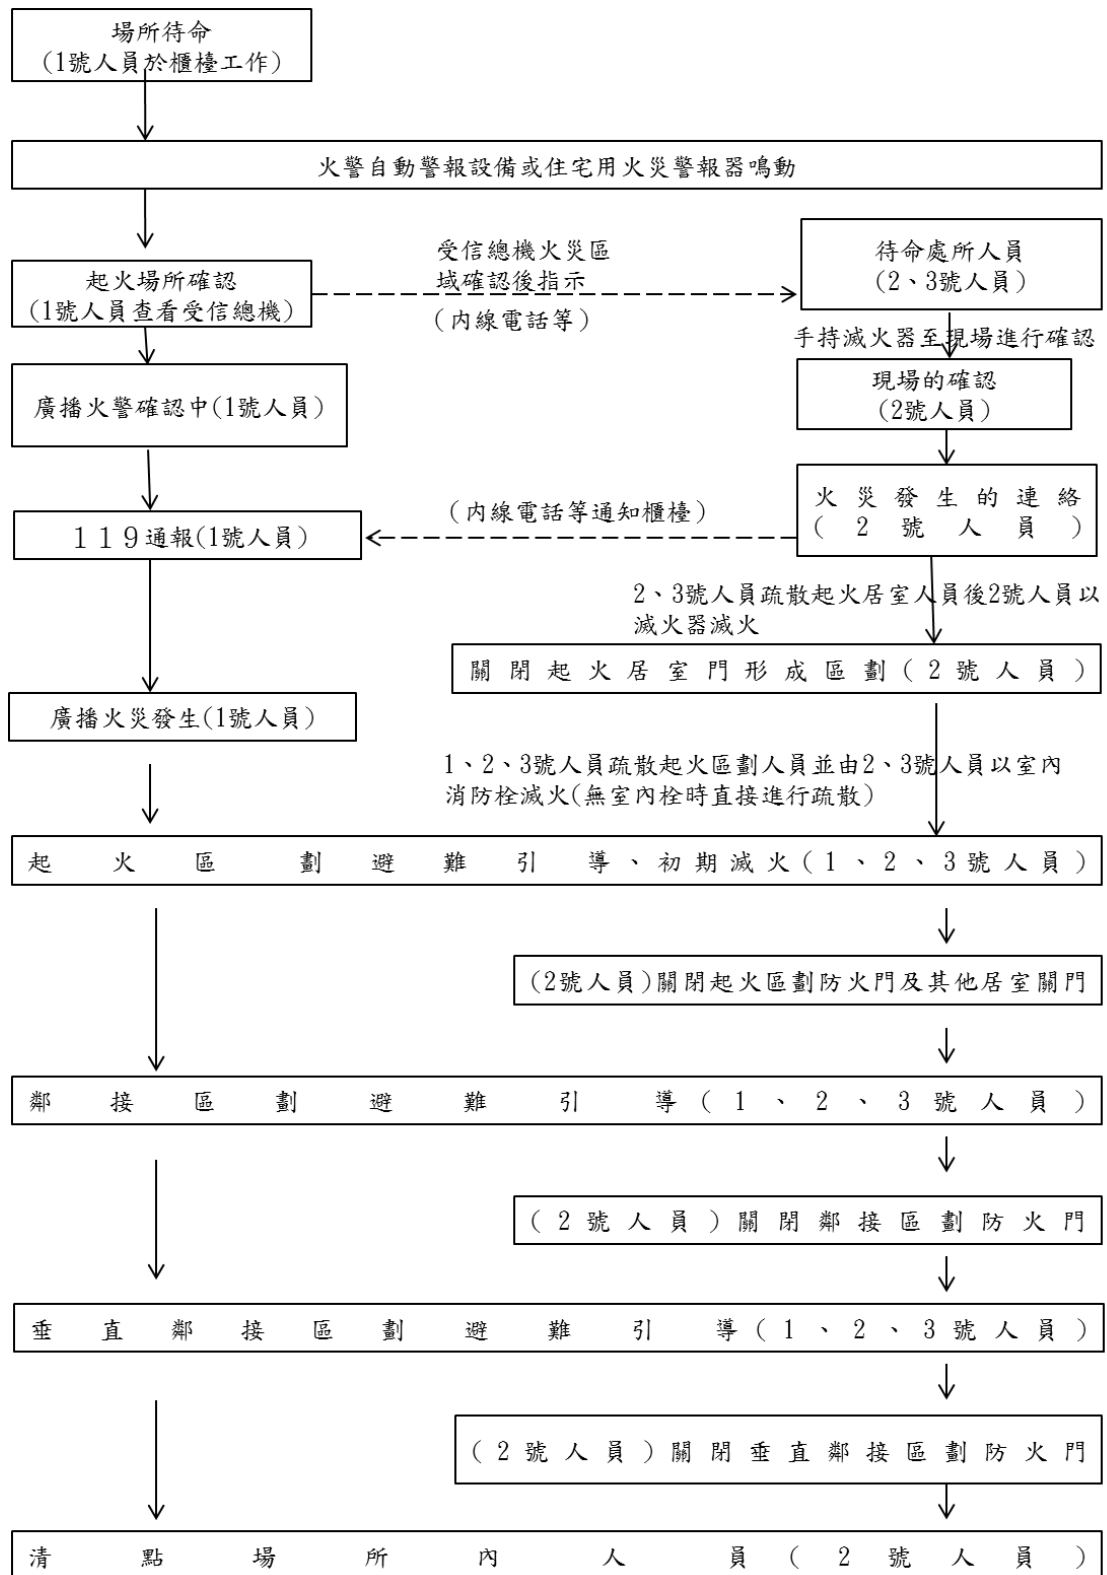 場所待命
(1號人員於櫃檯工作)
火警自動警報設備或住宅用火災警報器鳴動
起火場所確認
(1號人員查看受信總機)
受信總機火災區
域確認後指示
(內線電話等)
待命處所人員
(2、3號人員)
手持滅火器至現場進行確認
廣播火警確認中(1號人員)
現場的確認
(2號人員)
火災發生的連絡
(2號人員)
(內線電話等通知櫃檯)
119通報(1號人員)
2、3號人員疏散起火居室人員後2號人員以
滅火器滅火
關閉起火居室門形成區劃(2號人員)
廣播火災發生(1號人員)
1、2、3號人員疏散起火區劃人員並由2、3號人員以室內
消防栓滅火(無室內栓時直接進行疏散)
起火區劃避難引導、初期滅火(1、2、3號人員)
(2號人員)關閉起火區劃防火門及其他居室關門
鄰接區劃避難引導(1、2、3號人員)
(2號人員)關閉鄰接區劃防火門
垂直鄰接區劃避難引導(1、2、3號人員)
(2號人員)關閉垂直鄰接區劃防火門
清點場所內人員(2號人員)